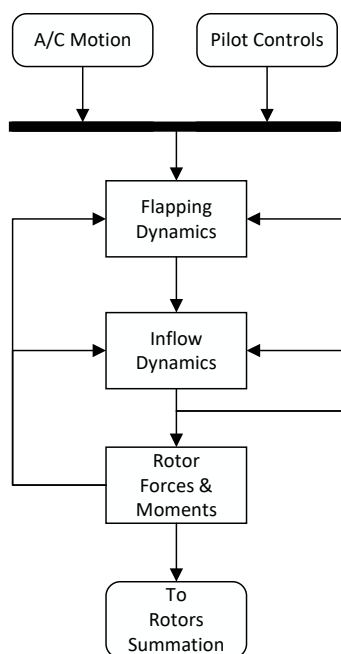 A/C Motion
Pilot Controls
Flapping
Dynamics
Inflow
Dynamics
Rotor
Forces &
Moments
To
Rotors
Summation